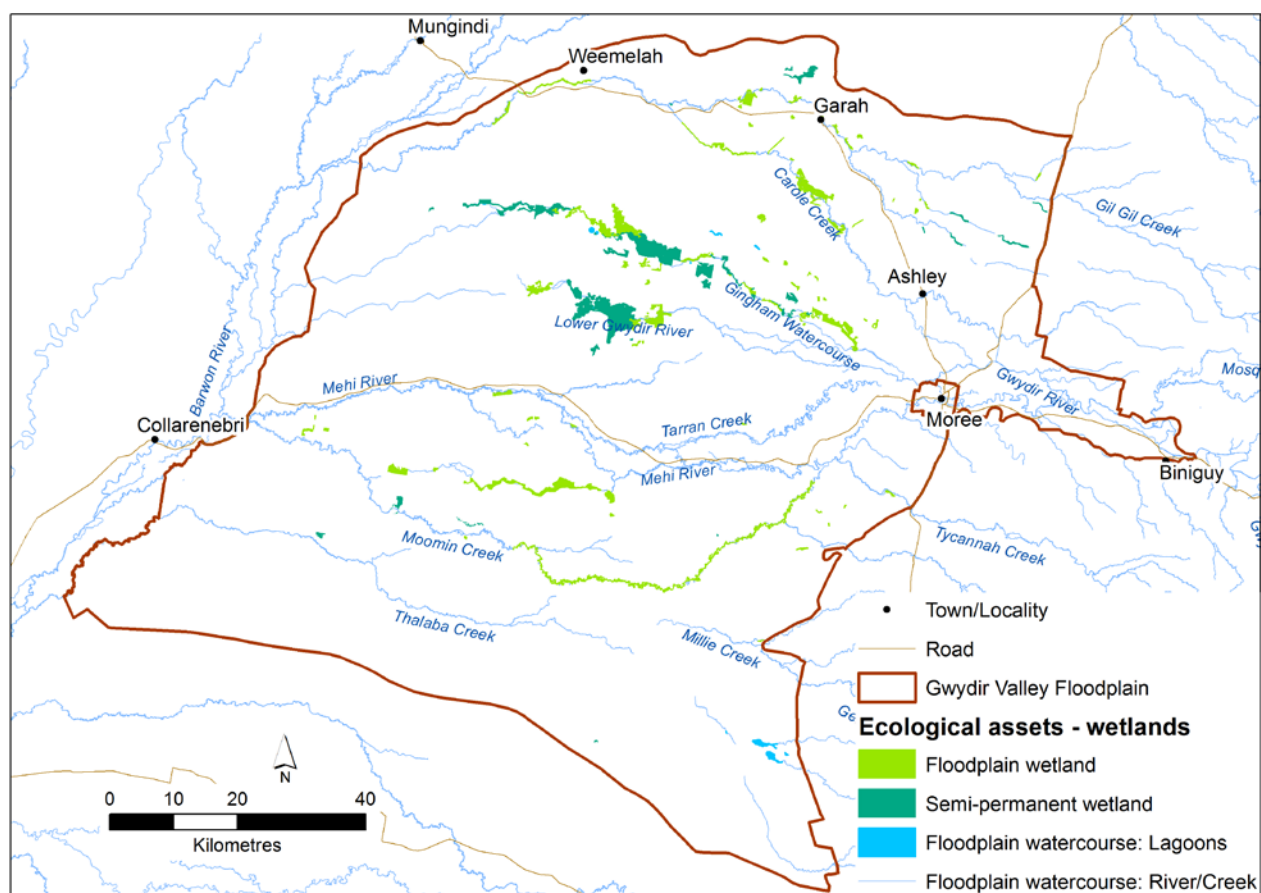 Mungindi
Weemelah
Garah
Carole Creek
Gil Gil Creek
Ashley
Gingham Watercourse
Lower Gwydir River
Barwon River
Mehi River
Gwydir River
Collarenebri
Tarran Creek
Moree
Mehi River
Biniguy
Moomin Creek
Tycannah Creek
Thalaba Creek
Millie Creek
N
0 10 20 40
Kilometres
Town/Locality
Road
Gwydir Valley Floodplain
Ecological assets - wetlands
Floodplain wetland
Semi-permanent wetland
Floodplain watercourse: Lagoons
Floodplain watercourse: River/Creek